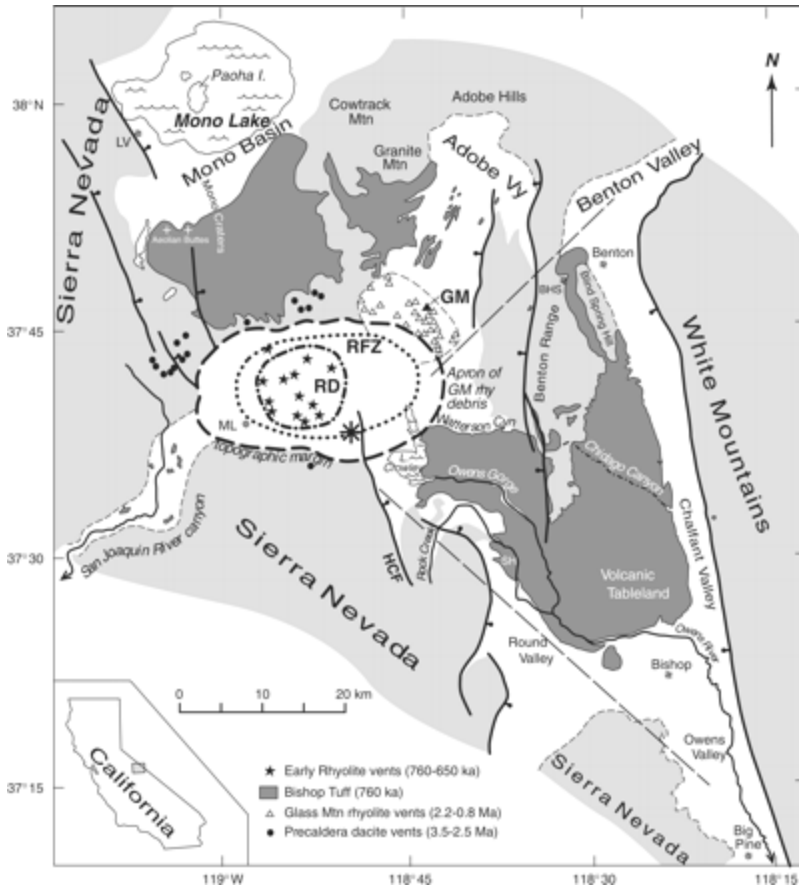 Paoha I.
Mono Lake
38°N
LV
Mono Basin
Cowtrack
Mtn
Adobe Hills
N
Granite
Mtn
Adobe Vy
Benton Valley
Sierra Nevada
Mono Craters
Aeolian Buttes
Benton
GM
BHS
Blind Spring Hill
37°45
RFZ
RD
Apron of
GM rhy
debris
Benton Range
White Mountains
ML
Watterson Cyn
topographic margin
L.
Crowley
Owens Gorge
Chidago Canyon
San Joaquin River canyon
Sierra Nevada
HCF
Rock Creek
SH
37°30
Volcanic
Tableland
Chalfant Valley
Owens River
Round
Valley
Bishop
0 10 20 km
Owens
Valley
California
Sierra Nevada
37°15
Early Rhyolite vents (760-650 ka)
Bishop Tuff (760 ka)
Glass Mtn rhyolite vents (2.2-0.8 Ma)
Precaldera dacite vents (3.5-2.5 Ma)
Big
Pine
119°W
118°45
118°30
118°15